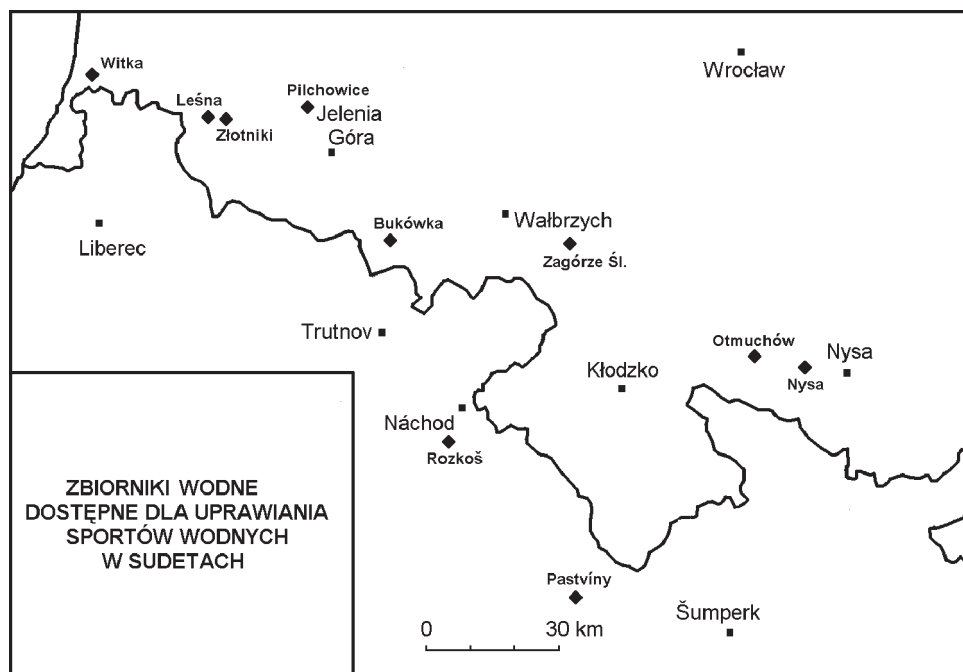 Witka
Wrocław
Leśna
Złotniki
Pilchowice
Jelenia
Góra
Bukówka
Wałbrzych
Zagórze Śl.
Liberec
Trutnov
Otmuchów
Nysa
Nysa
Kłodzko
Náchod
Rozkoš
ZBIORNIKI WODNE
DOSTĘPNE DLA UPRAWIANIA
SPORTÓW WODNYCH
W SUDETACH
Pastvíny
Šumperk
0 30 km